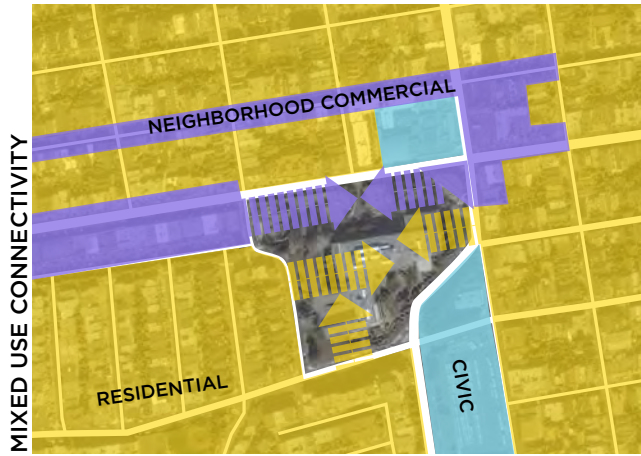 MIXED USE CONNECTIVITY
NEIGHBORHOOD COMMERCIAL
RESIDENTIAL
CIVIC